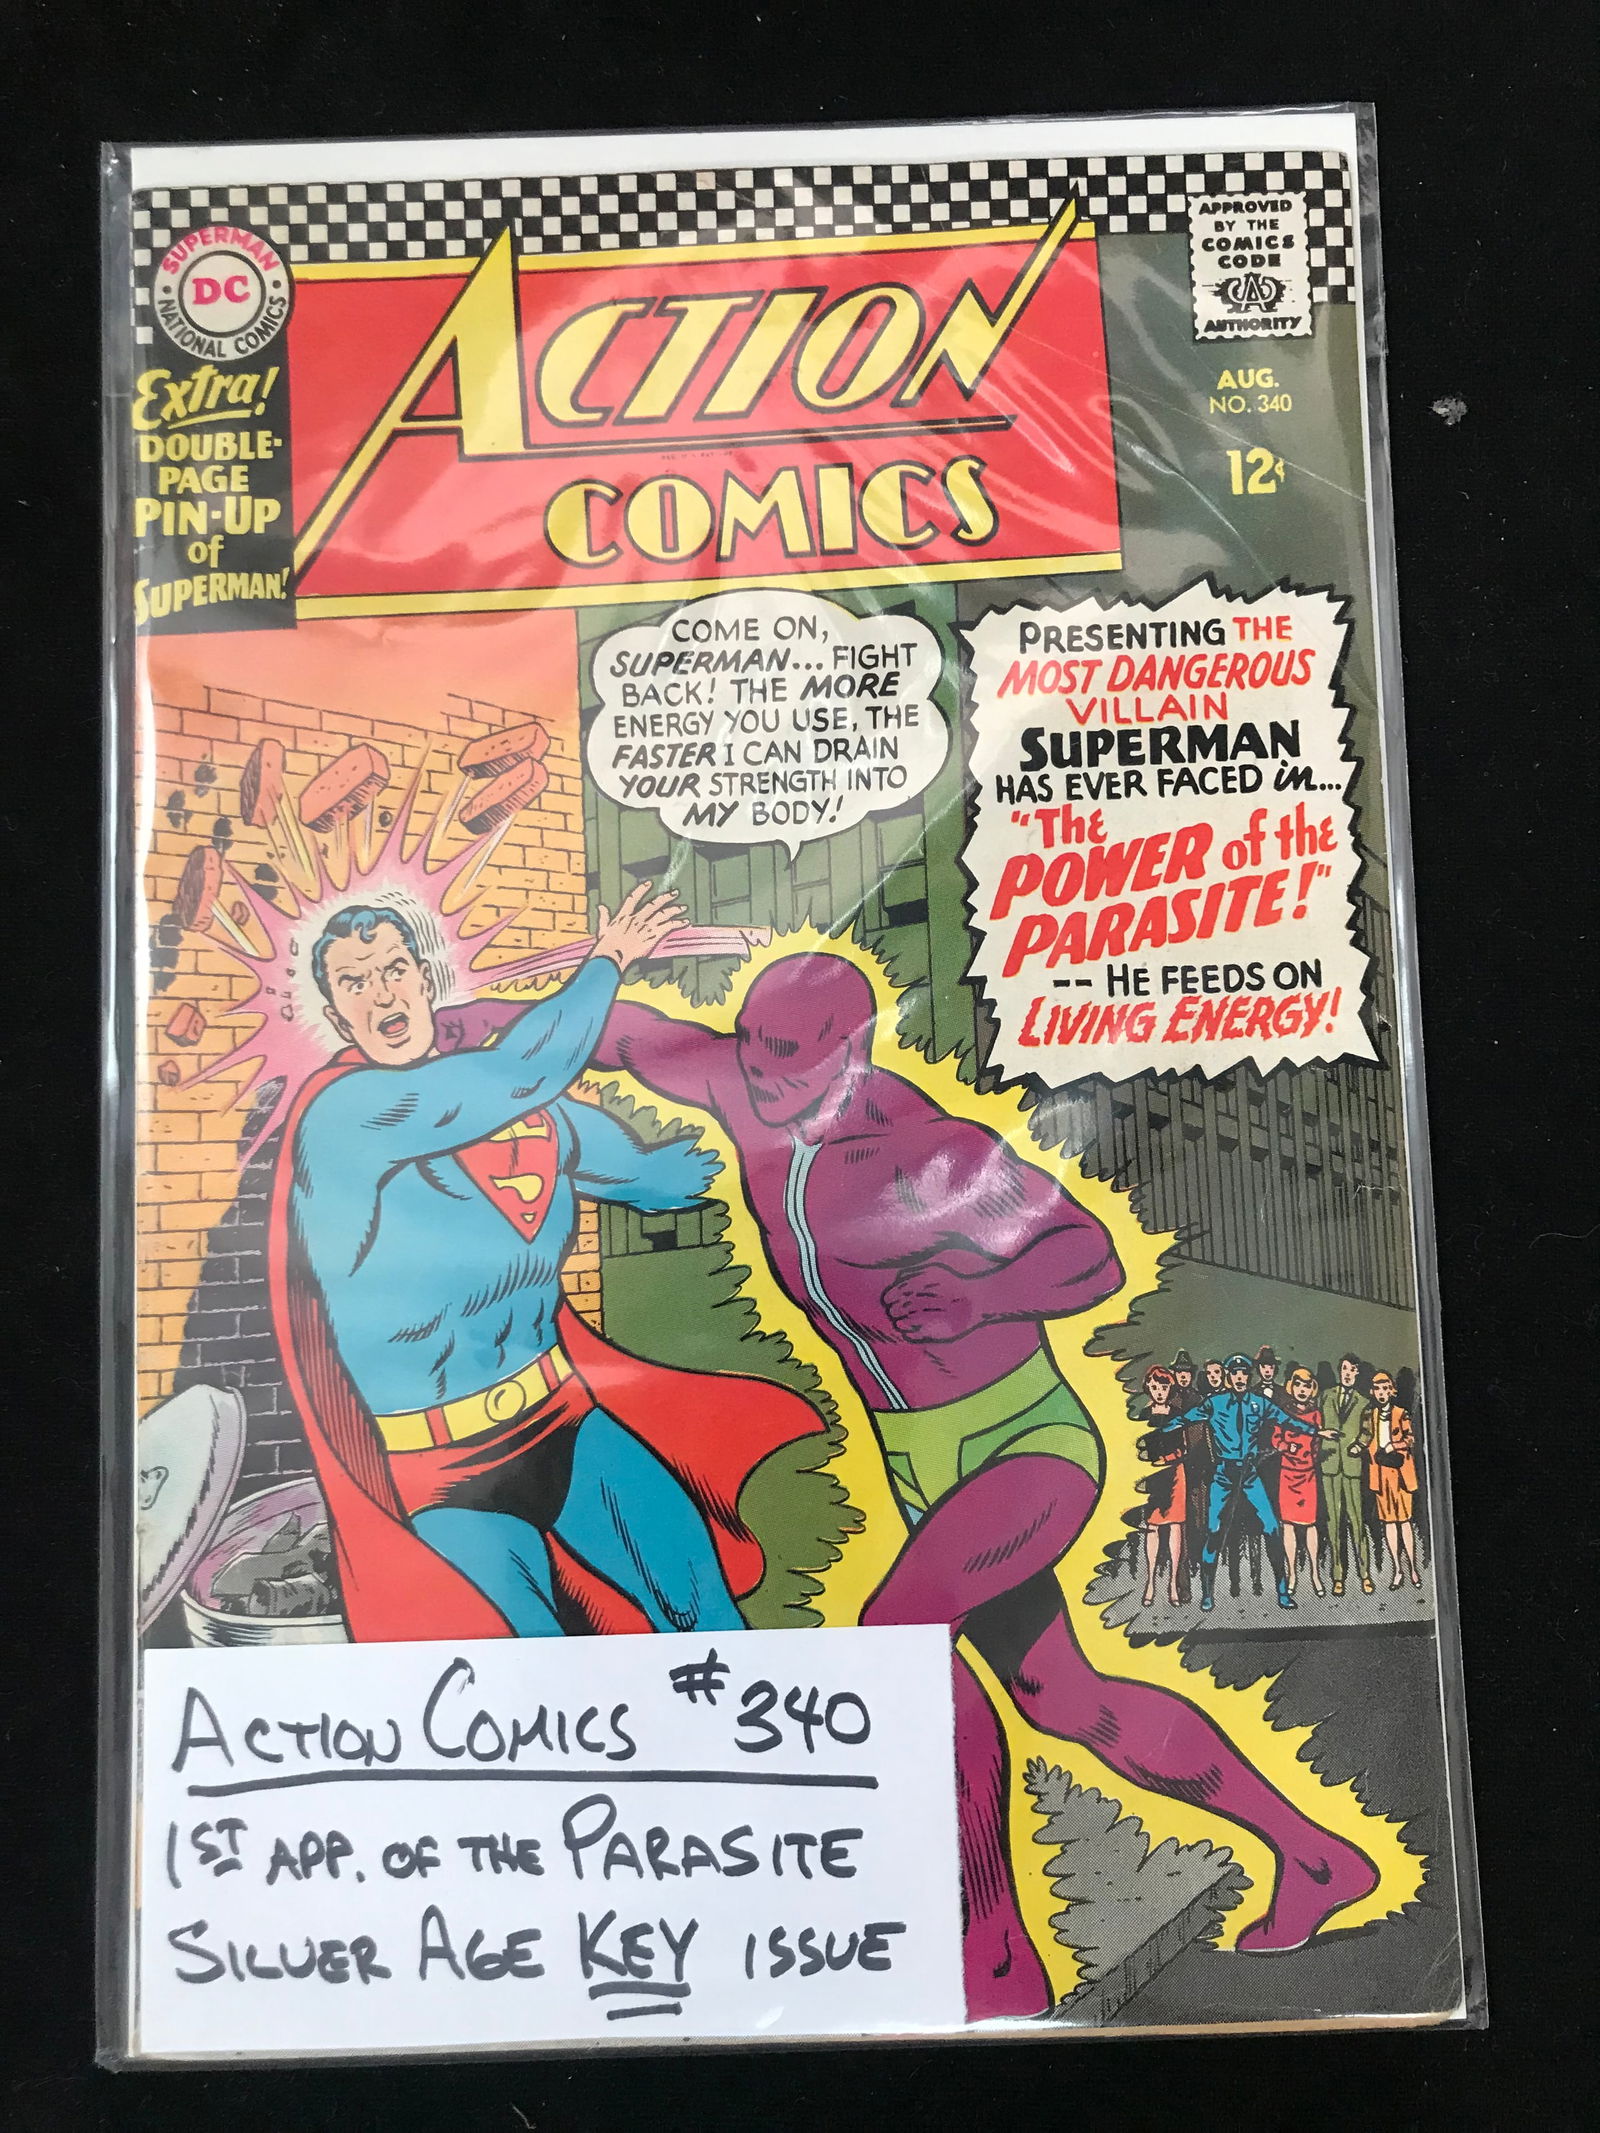 SUPERMAN
DC
NATIONAL COMICS
Extra!
DOUBLE-
PAGE
PIN-UP
of
SUPERMAN!
ACTION
COMICS
APPROVED
BY THE
COMICS
CODE
CA
AUTHORITY
AUG.
NO. 340
12¢
COME ON,
SUPERMAN... FIGHT
BACK! THE MORE
ENERGY YOU USE, THE
FASTER I CAN DRAIN
YOUR STRENGTH INTO
MY BODY!
PRESENTING THE
MOST DANGEROUS
VILLAIN
SUPERMAN
HAS EVER FACED in...
"The
POWER of the
PARASITE!"
-- HE FEEDS ON
LIVING ENERGY!
ACTION COMICS #340
1ST APP. OF THE PARASITE
SILVER AGE KEY ISSUE